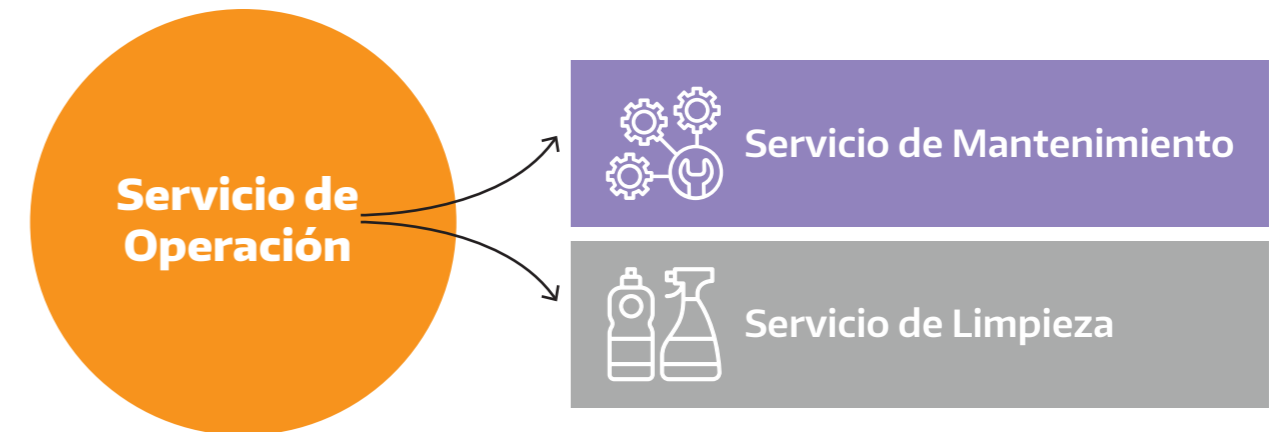 Servicio de
Operación
Servicio de Mantenimiento
Servicio de Limpieza